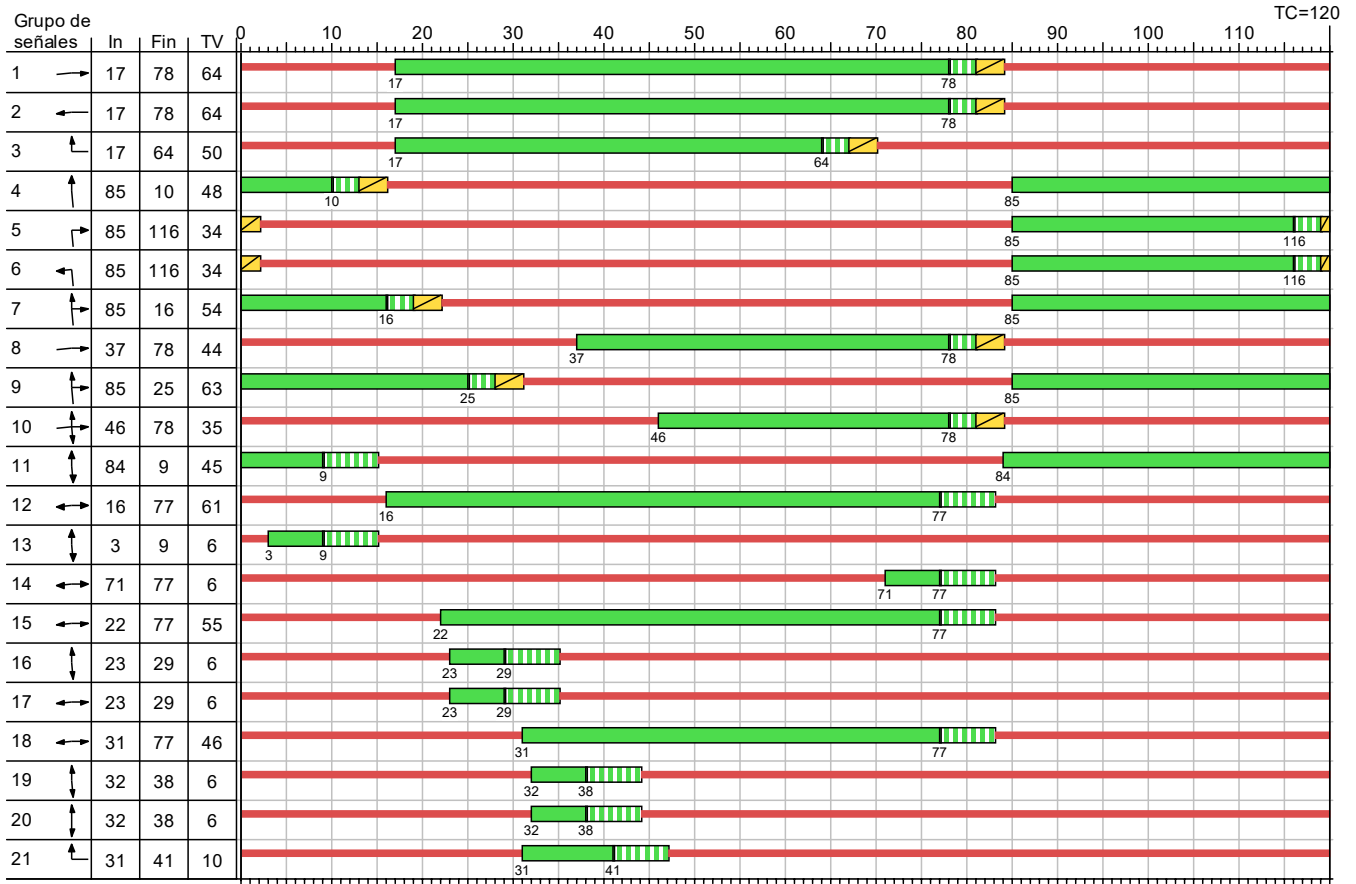 TC=120
Grupo de
señales In Fin TV 0 10 20 30 40 50 60 70 80 90 100 110
1 17 78 64
17 78
2 17 78 64
17 78
3 17 64 50
17 64
4 85 10 48
10 85
5 85 116 34
85 116
6 85 116 34
85 116
7 85 16 54
16 85
8 37 78 44
37 78
9 85 25 63
25 85
10 46 78 35
46 78
11 84 9 45
9 84
12 16 77 61
16 77
13 3 9 6
3 9
14 71 77 6
71 77
15 22 77 55
22 77
16 23 29 6
23 29
17 23 29 6
23 29
18 31 77 46
31 77
19 32 38 6
32 38
20 32 38 6
32 38
21 31 41 10
31 41